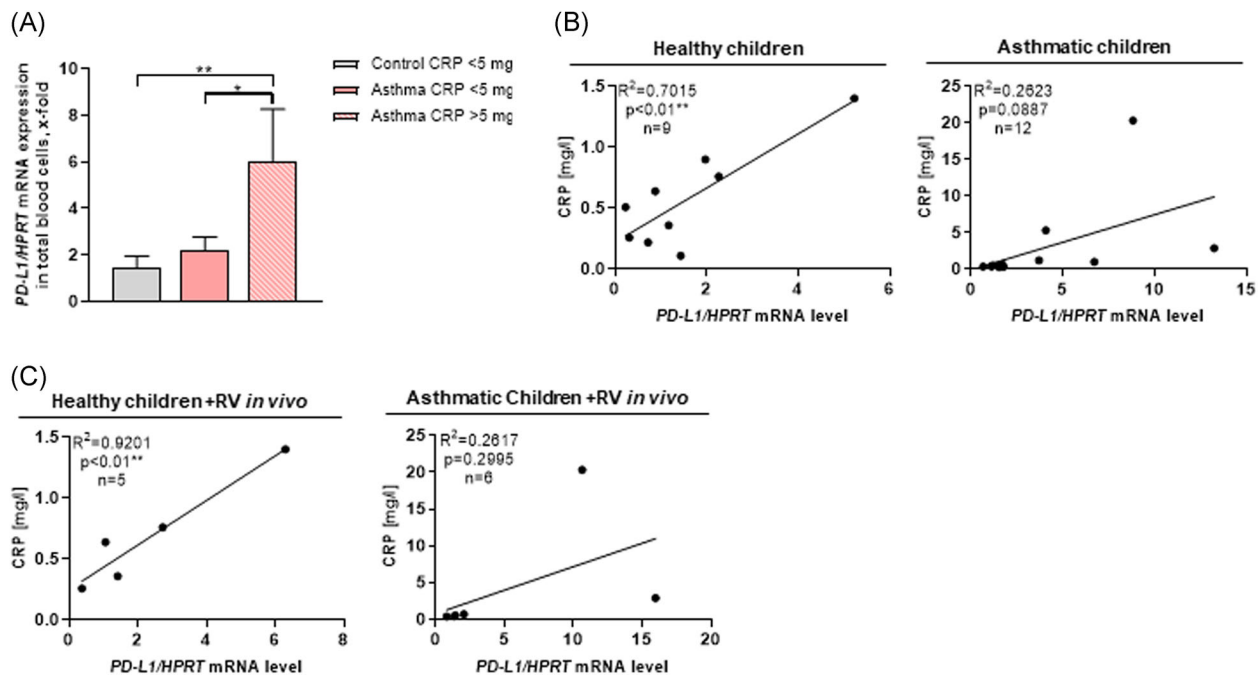 (A)
PD-L1/HPRT mRNA expression
in total blood cells, x-fold
10
8
6
4
2
0
**
*
Control CRP <5 mg
Asthma CRP <5 mg
Asthma CRP >5 mg
(B)
Healthy children
R²=0.7015
p<0.01**
n=9
CRP [mg/l]
1.5
1.0
0.5
0.0
0 2 4 6
PD-L1/HPRT mRNA level
Asthmatic children
R²=0.2623
p=0.0887
n=12
CRP [mg/l]
25
20
15
10
5
0
0 5 10 15
PD-L1/HPRT mRNA level
(C)
Healthy children +RV in vivo
R²=0.9201
p<0.01**
n=5
CRP [mg/l]
1.5
1.0
0.5
0.0
0 2 4 6 8
PD-L1/HPRT mRNA level
Asthmatic Children +RV in vivo
R²=0.2617
p=0.2995
n=6
CRP [mg/l]
25
20
15
10
5
0
0 5 10 15 20
PD-L1/HPRT mRNA level